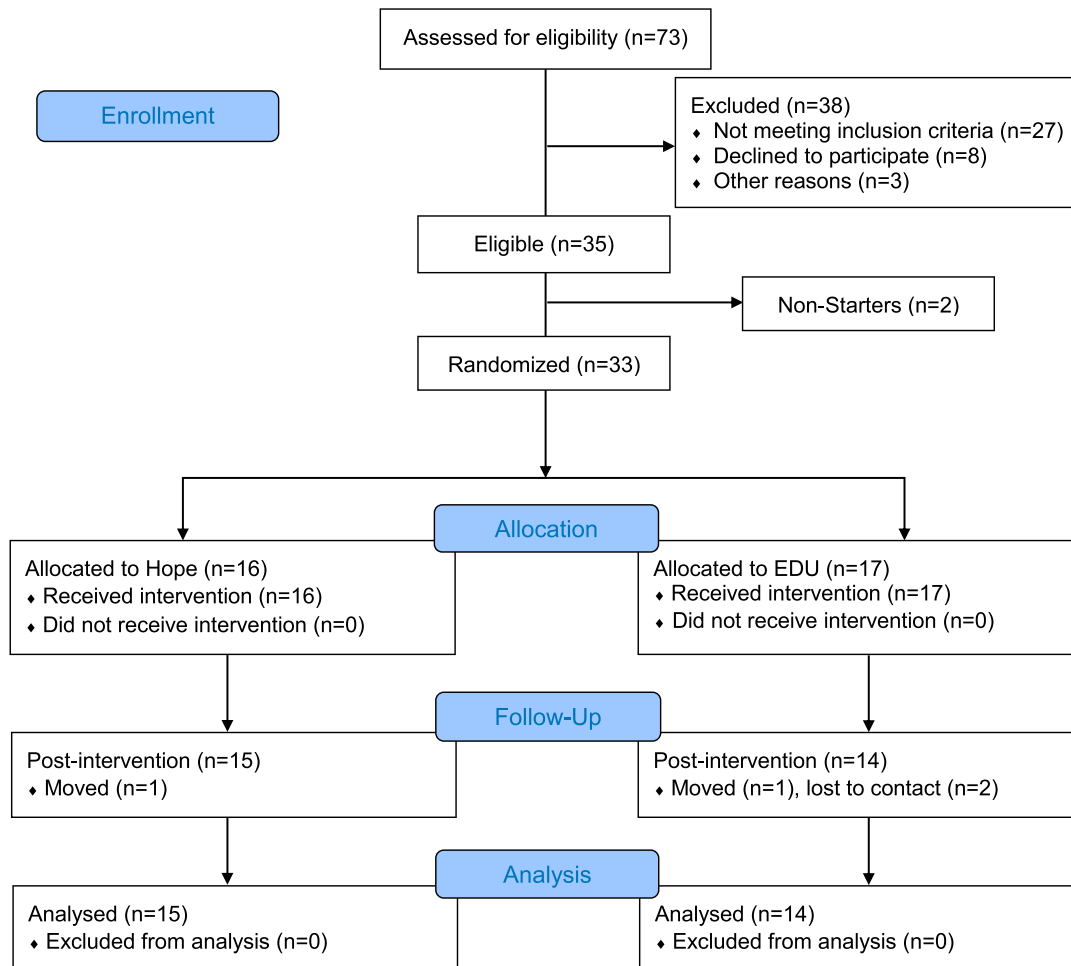 Assessed for eligibility (n=73)
Enrollment
Excluded (n=38)
♦ Not meeting inclusion criteria (n=27)
♦ Declined to participate (n=8)
♦ Other reasons (n=3)
Eligible (n=35)
Non-Starters (n=2)
Randomized (n=33)
Allocation
Allocated to Hope (n=16)
♦ Received intervention (n=16)
♦ Did not receive intervention (n=0)
Allocated to EDU (n=17)
♦ Received intervention (n=17)
♦ Did not receive intervention (n=0)
Follow-Up
Post-intervention (n=15)
♦ Moved (n=1)
Post-intervention (n=14)
♦ Moved (n=1), lost to contact (n=2)
Analysis
Analysed (n=15)
♦ Excluded from analysis (n=0)
Analysed (n=14)
♦ Excluded from analysis (n=0)